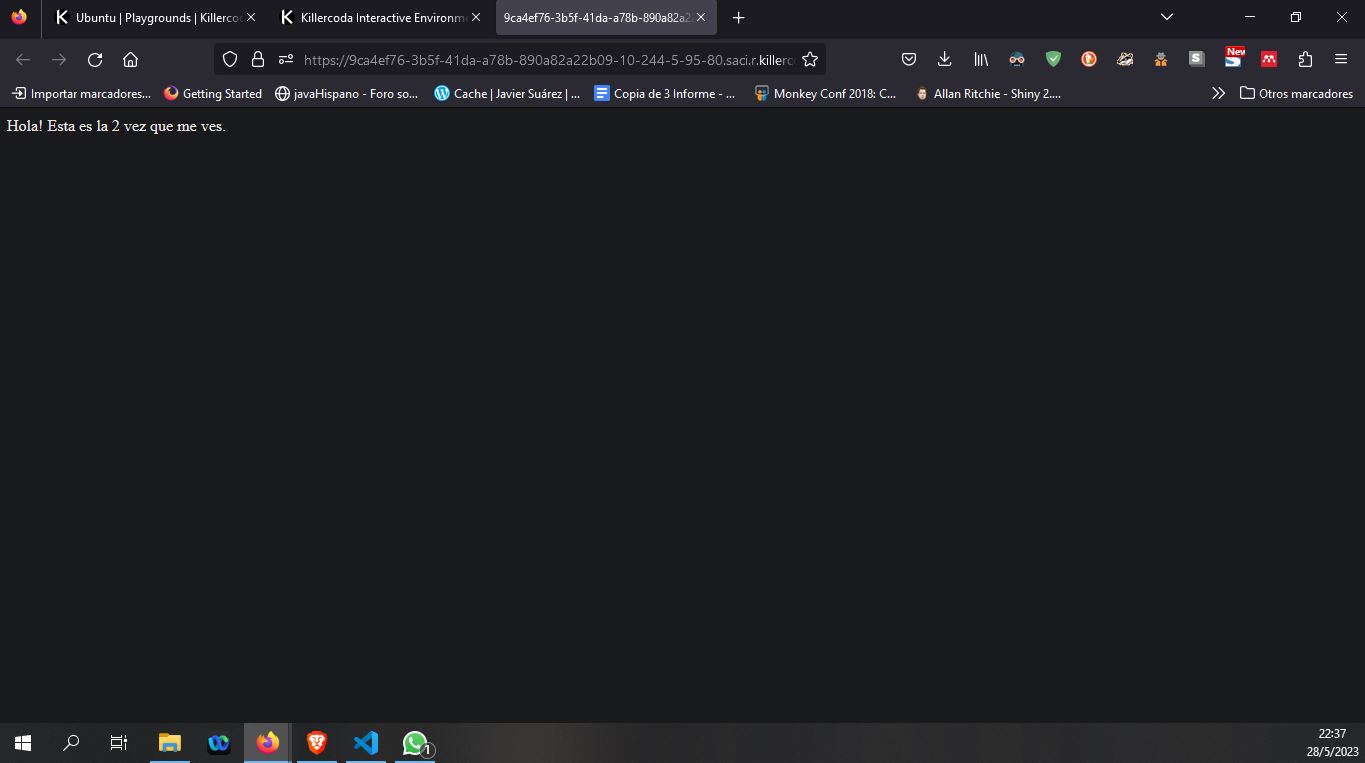 Ubuntu | Playgrounds | Killercod
Killercoda Interactive Environme
9ca4ef76-3b5f-41da-a78b-890a82a2
https://9ca4ef76-3b5f-41da-a78b-890a82a22b09-10-244-5-95-80.saci.r.killerco
New
Importar marcadores...
Getting Started
javaHispano - Foro so...
Cache | Javier Suárez | ...
Copia de 3 Informe - ...
Monkey Conf 2018: C...
Allan Ritchie - Shiny 2....
Otros marcadores
Hola! Esta es la 2 vez que me ves.
1
22:37
28/5/2023